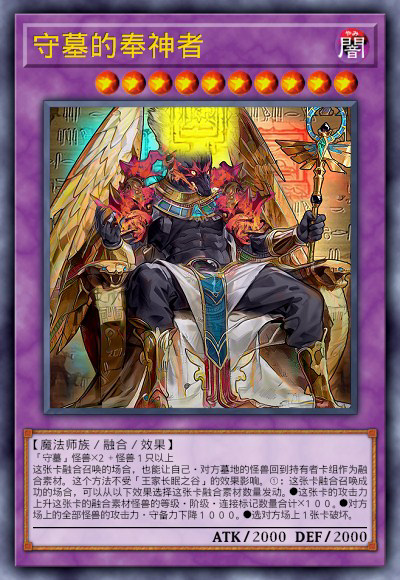 守墓的奉神者
やみ
闇
【魔法师族／融合／效果】
「守墓」怪兽×2 +怪兽1只以上
这张卡融合召唤的场合，也能让自己·对方墓地的怪兽回到持有者卡组作为融
合素材。这个方法不受「王家长眠之谷」的效果影响。①：这张卡融合召唤成
功的场合，可以从以下效果选择这张卡融合素材数量发动。●这张卡的攻击力
上升这张卡的融合素材怪兽的等级·阶级·连接标记数量合计×100。●对方
场上的全部怪兽的攻击力·守备力下降1000。●选对方场上1张卡破坏。
ATK/2000 DEF/2000